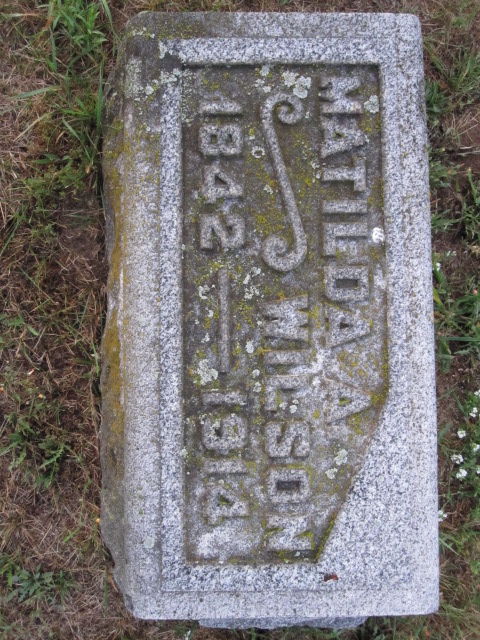 MATILDA A
WILSON
1842 — 1914